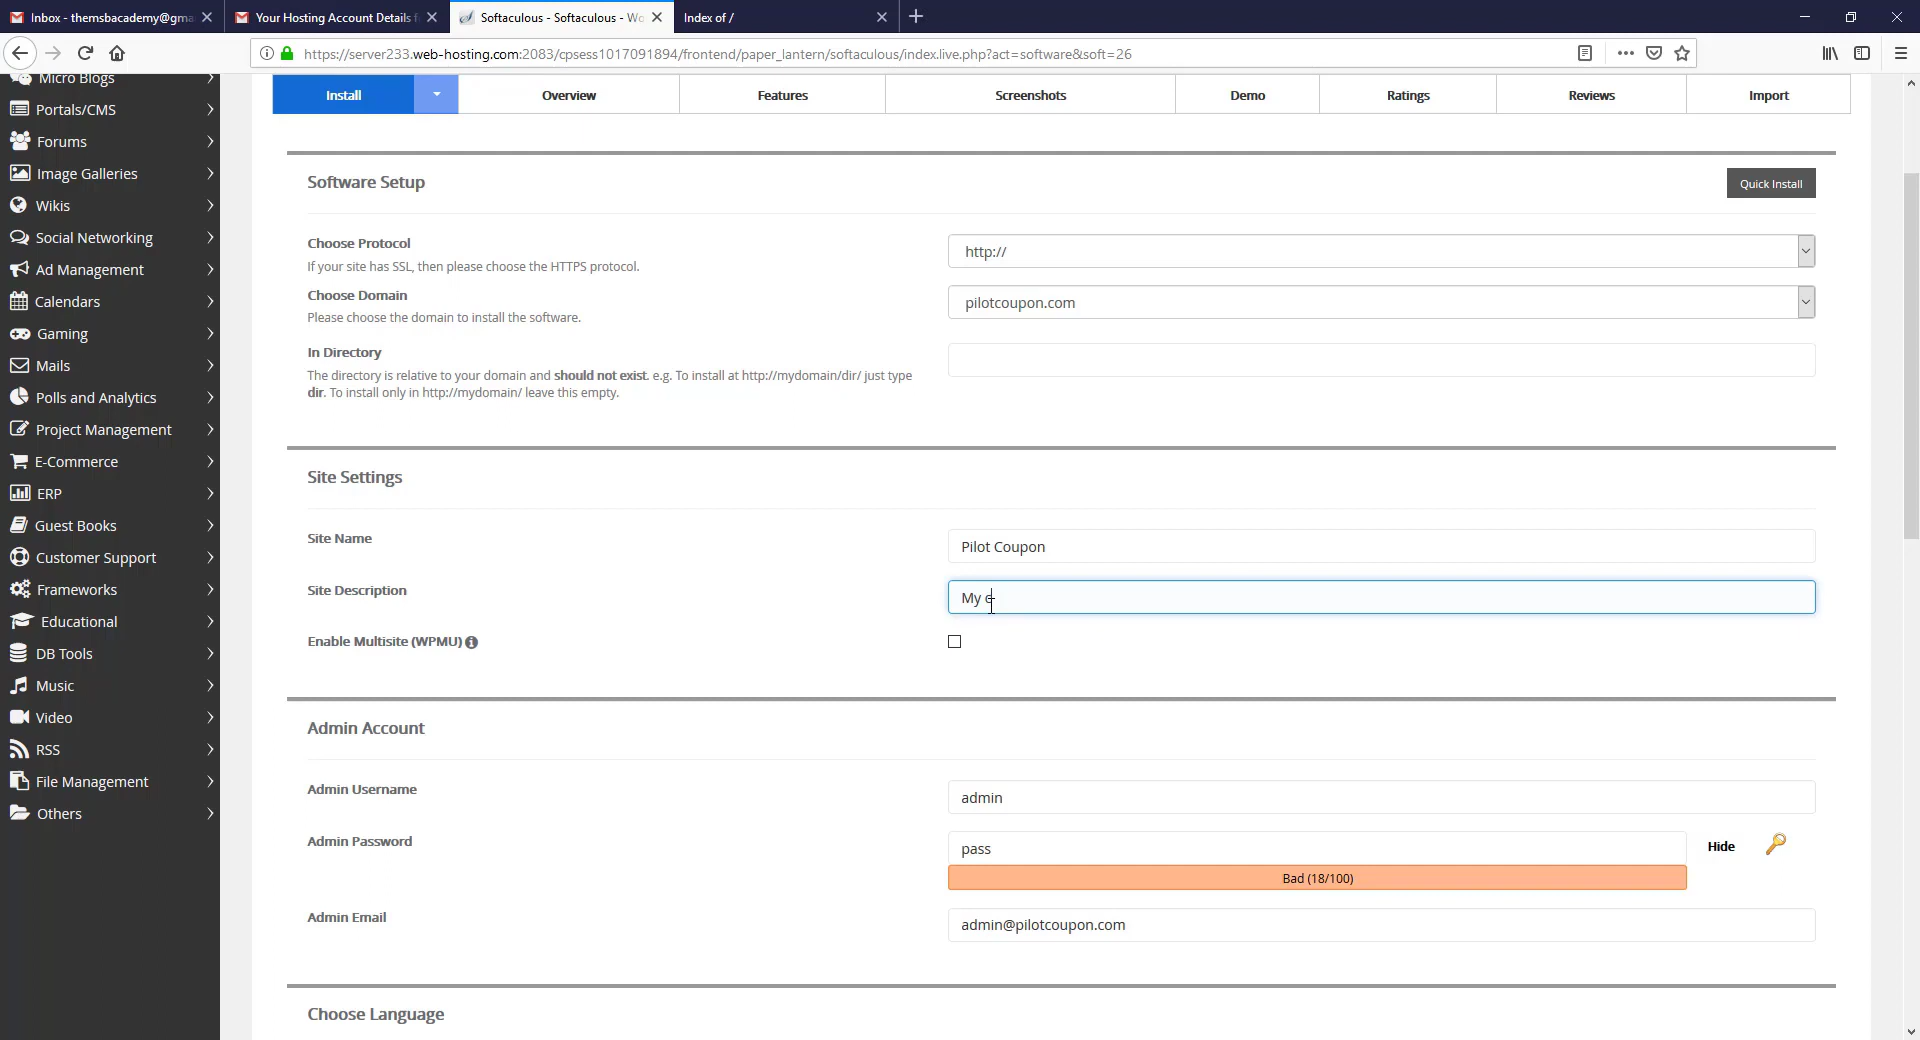 Inbox - themsbacademy@gma
Your Hosting Account Details f
Softaculous - Softaculous - Wo
Index of /
https://server233.web-hosting.com:2083/cpsess1017091894/frontend/paper_lantern/softaculous/index.live.php?act=software&soft=26
Micro Blogs
Portals/CMS
Forums
Image Galleries
Wikis
Social Networking
Ad Management
Calendars
Gaming
Mails
Polls and Analytics
Project Management
E-Commerce
ERP
Guest Books
Customer Support
Frameworks
Educational
DB Tools
Music
Video
RSS
File Management
Others
Install
Overview
Features
Screenshots
Demo
Ratings
Reviews
Import
Software Setup
Quick Install
Choose Protocol
If your site has SSL, then please choose the HTTPS protocol.
http://
Choose Domain
Please choose the domain to install the software.
pilotcoupon.com
In Directory
The directory is relative to your domain and should not exist. e.g. To install at http://mydomain/dir/ just type
dir. To install only in http://mydomain/ leave this empty.
Site Settings
Site Name
Pilot Coupon
Site Description
My c
Enable Multisite (WPMU)
Admin Account
Admin Username
admin
Admin Password
pass
Hide
Bad (18/100)
Admin Email
admin@pilotcoupon.com
Choose Language